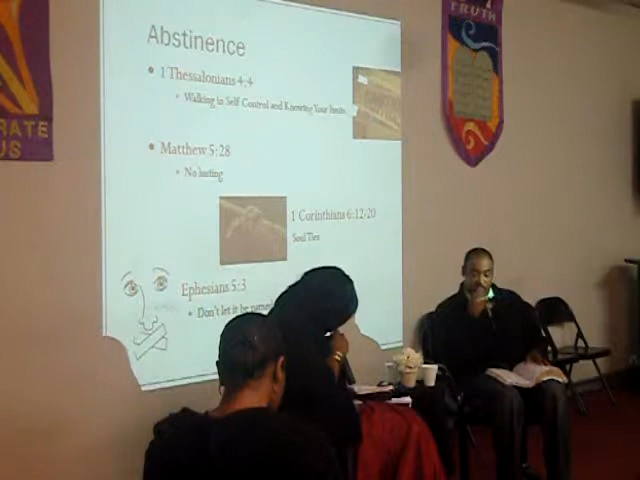 TRUTH
Abstinence
• 1 Thessalonians 4:4
• Walking in Self Control and Knowing Your limits
• Matthew 5:28
• No lusting
1 Corinthians 6:12-20
Soul Ties
Ephesians 5:3
• Don't let it be named
RATE
US